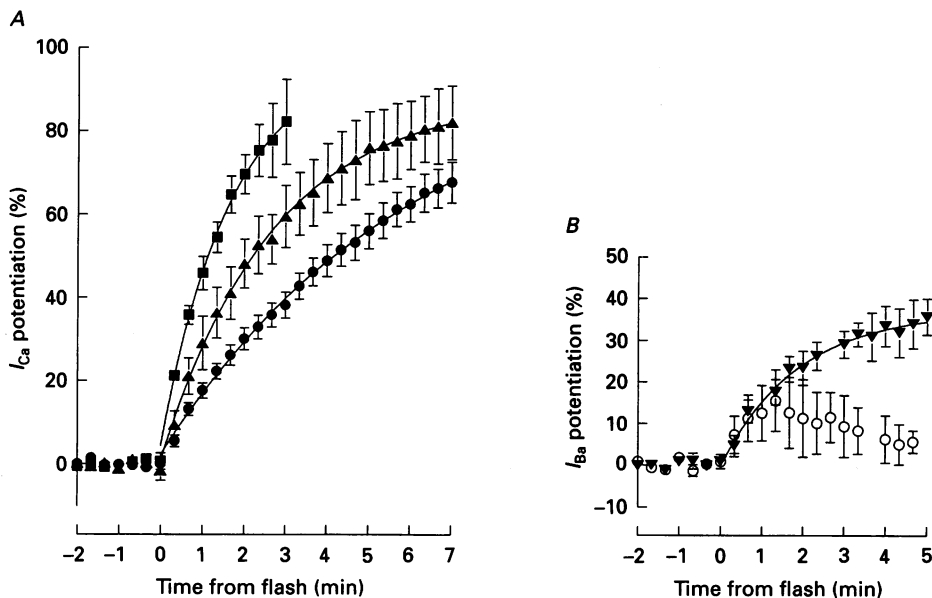 A
100
80
60
40
20
0
I_Ca potentiation (%)
−2 −1 0 1 2 3 4 5 6 7
Time from flash (min)
B
50
40
30
20
10
0
−10
I_Ba potentiation (%)
−2 −1 0 1 2 3 4 5
Time from flash (min)